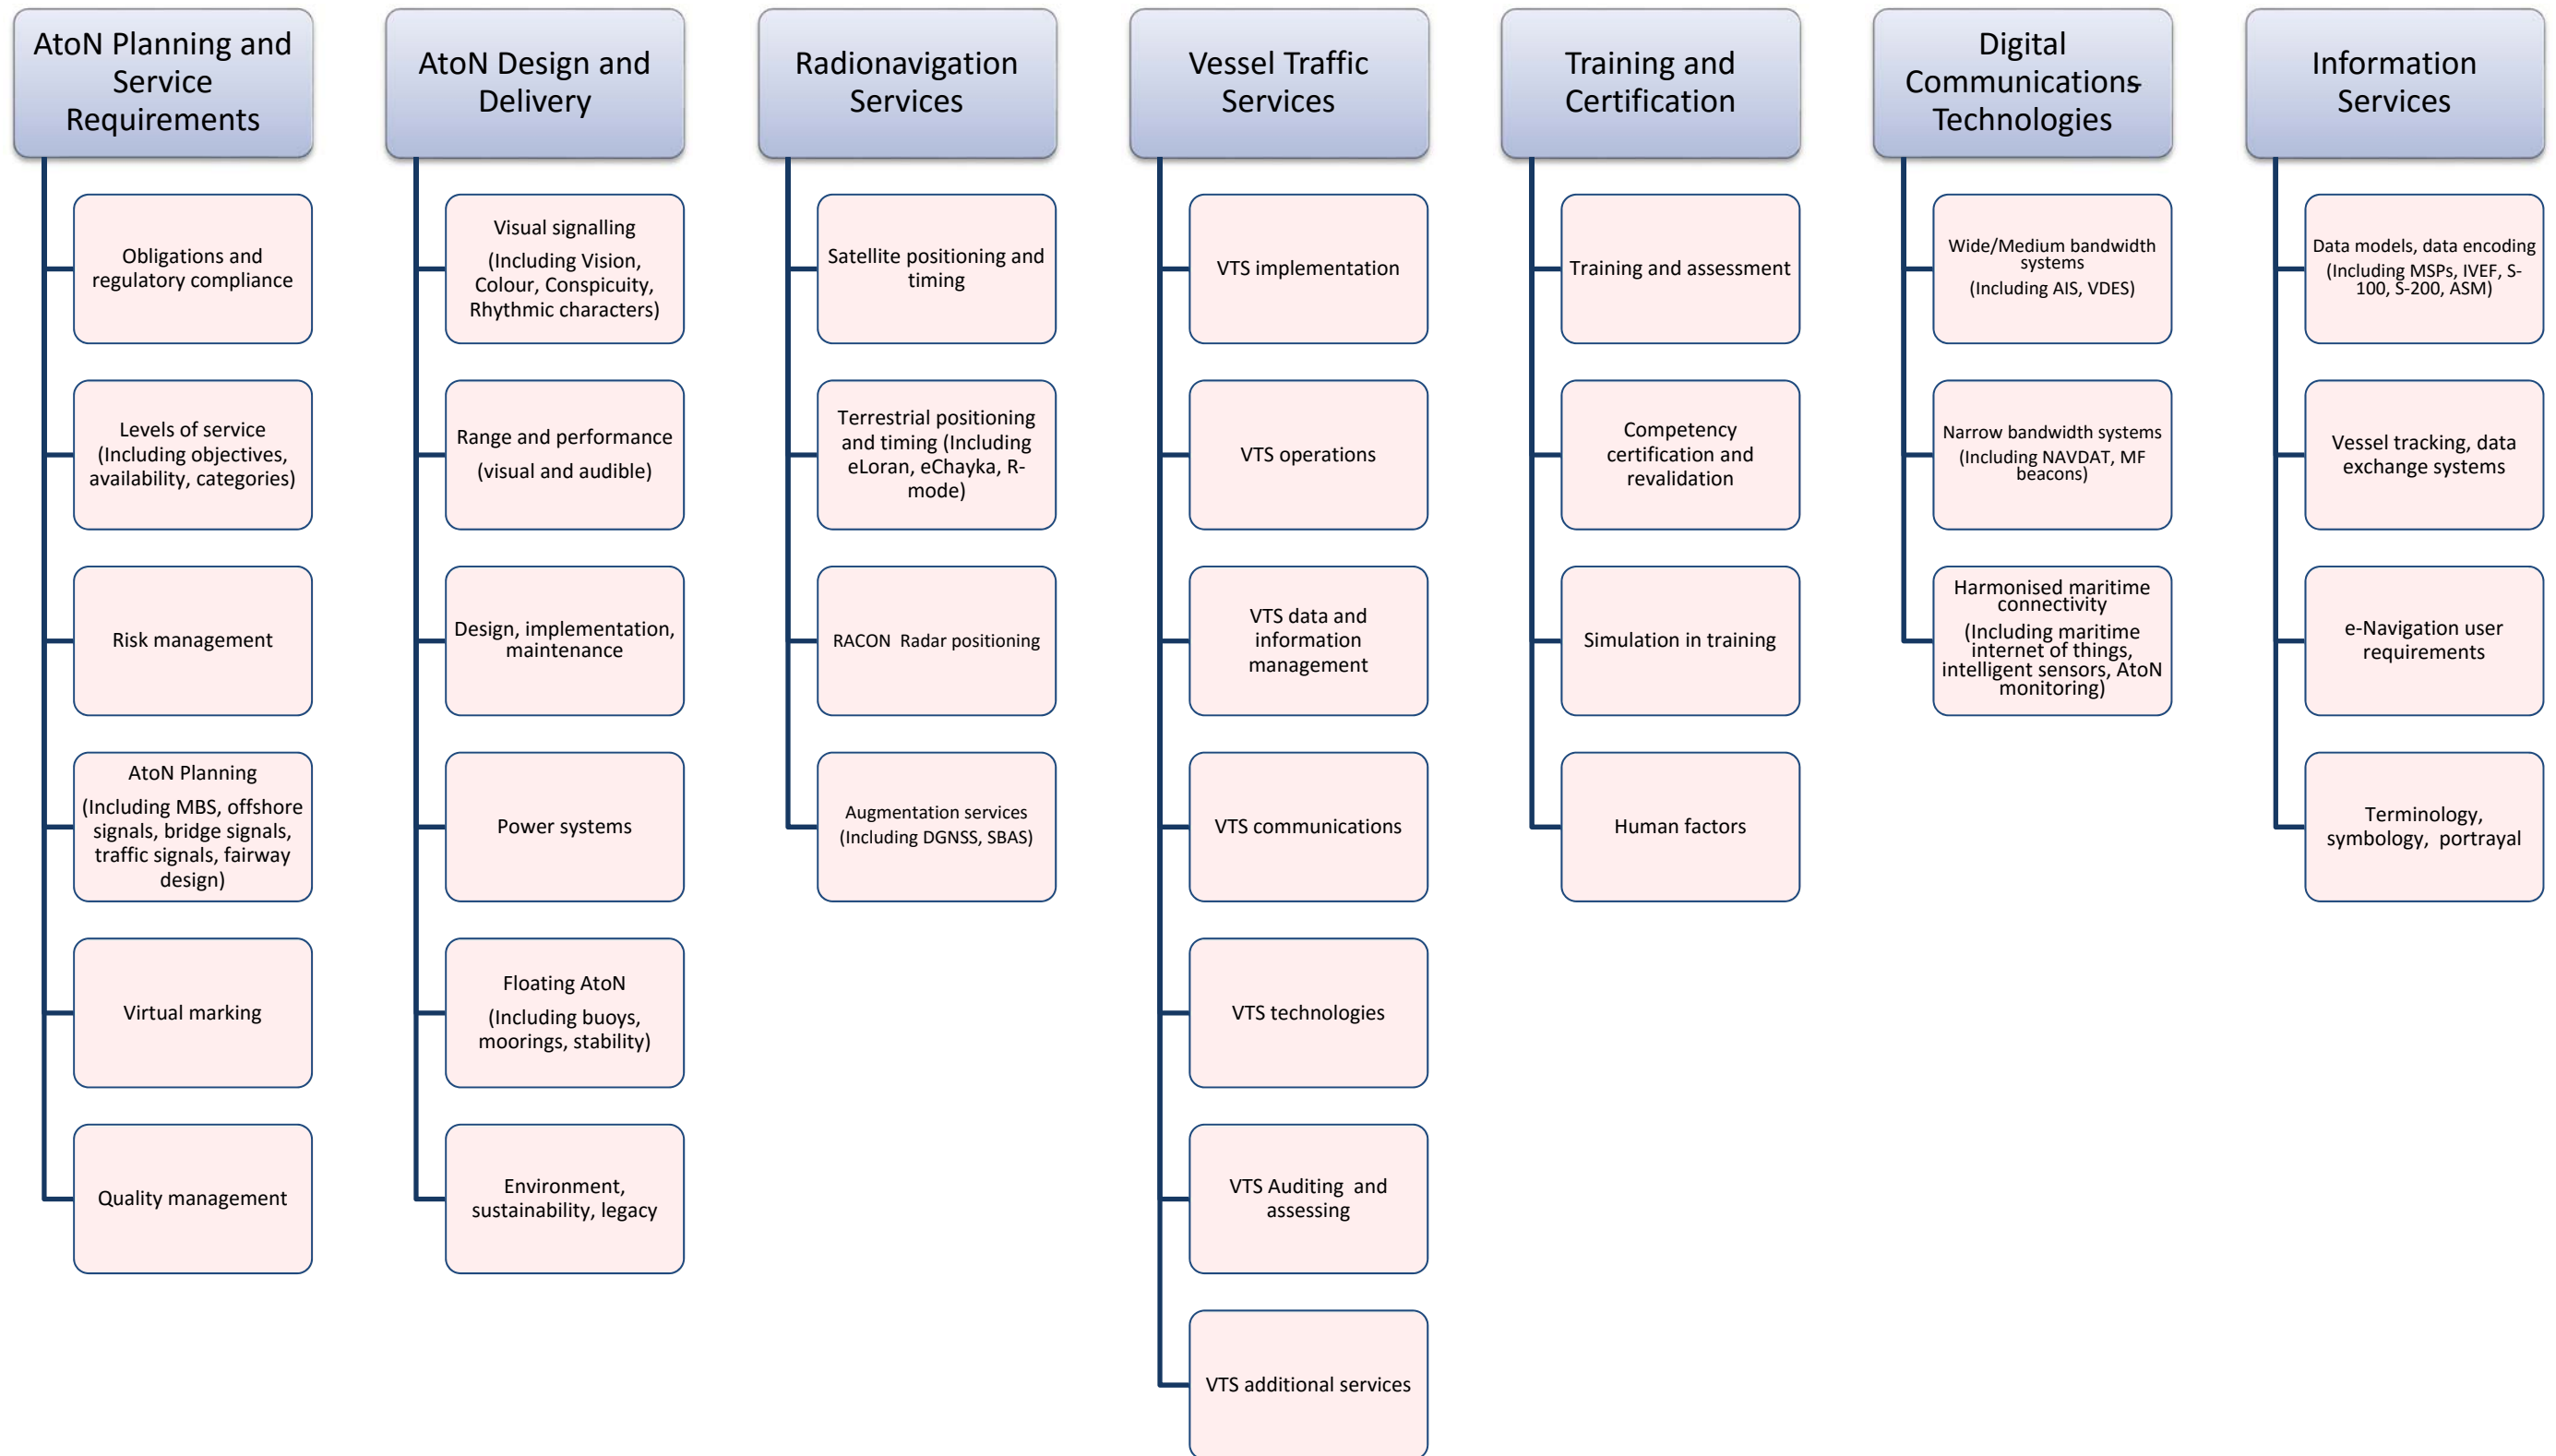 AtoN Planning and
Service
Requirements
Obligations and
regulatory compliance
Levels of service
(Including objectives,
availability, categories)
Risk management
AtoN Planning
(Including MBS, offshore
signals, bridge signals,
traffic signals, fairway
design)
Virtual marking
Quality management
AtoN Design and
Delivery
Visual signalling
(Including Vision,
Colour, Conspicuity,
Rhythmic characters)
Range and performance
(visual and audible)
Design, implementation,
maintenance
Power systems
Floating AtoN
(Including buoys,
moorings, stability)
Environment,
sustainability, legacy
Radionavigation
Services
Satellite positioning and
timing
Terrestrial positioning
and timing (Including
eLoran, eChayka, R-
mode)
RACON  Radar positioning
Augmentation services
(Including DGNSS, SBAS)
Vessel Traffic
Services
VTS implementation
VTS operations
VTS data and
information
management
VTS communications
VTS technologies
VTS Auditing  and
assessing
VTS additional services
Training and
Certification
Training and assessment
Competency
certification and
revalidation
Simulation in training
Human factors
Digital
Communications
Technologies
Wide/Medium bandwidth
systems
(Including AIS, VDES)
Narrow bandwidth systems
(Including NAVDAT, MF
beacons)
Harmonised maritime
connectivity
(Including maritime
internet of things,
intelligent sensors, AtoN
monitoring)
Information
Services
Data models, data encoding
(Including MSPs, IVEF, S-
100, S-200, ASM)
Vessel tracking, data
exchange systems
e-Navigation user
requirements
Terminology,
symbology,  portrayal